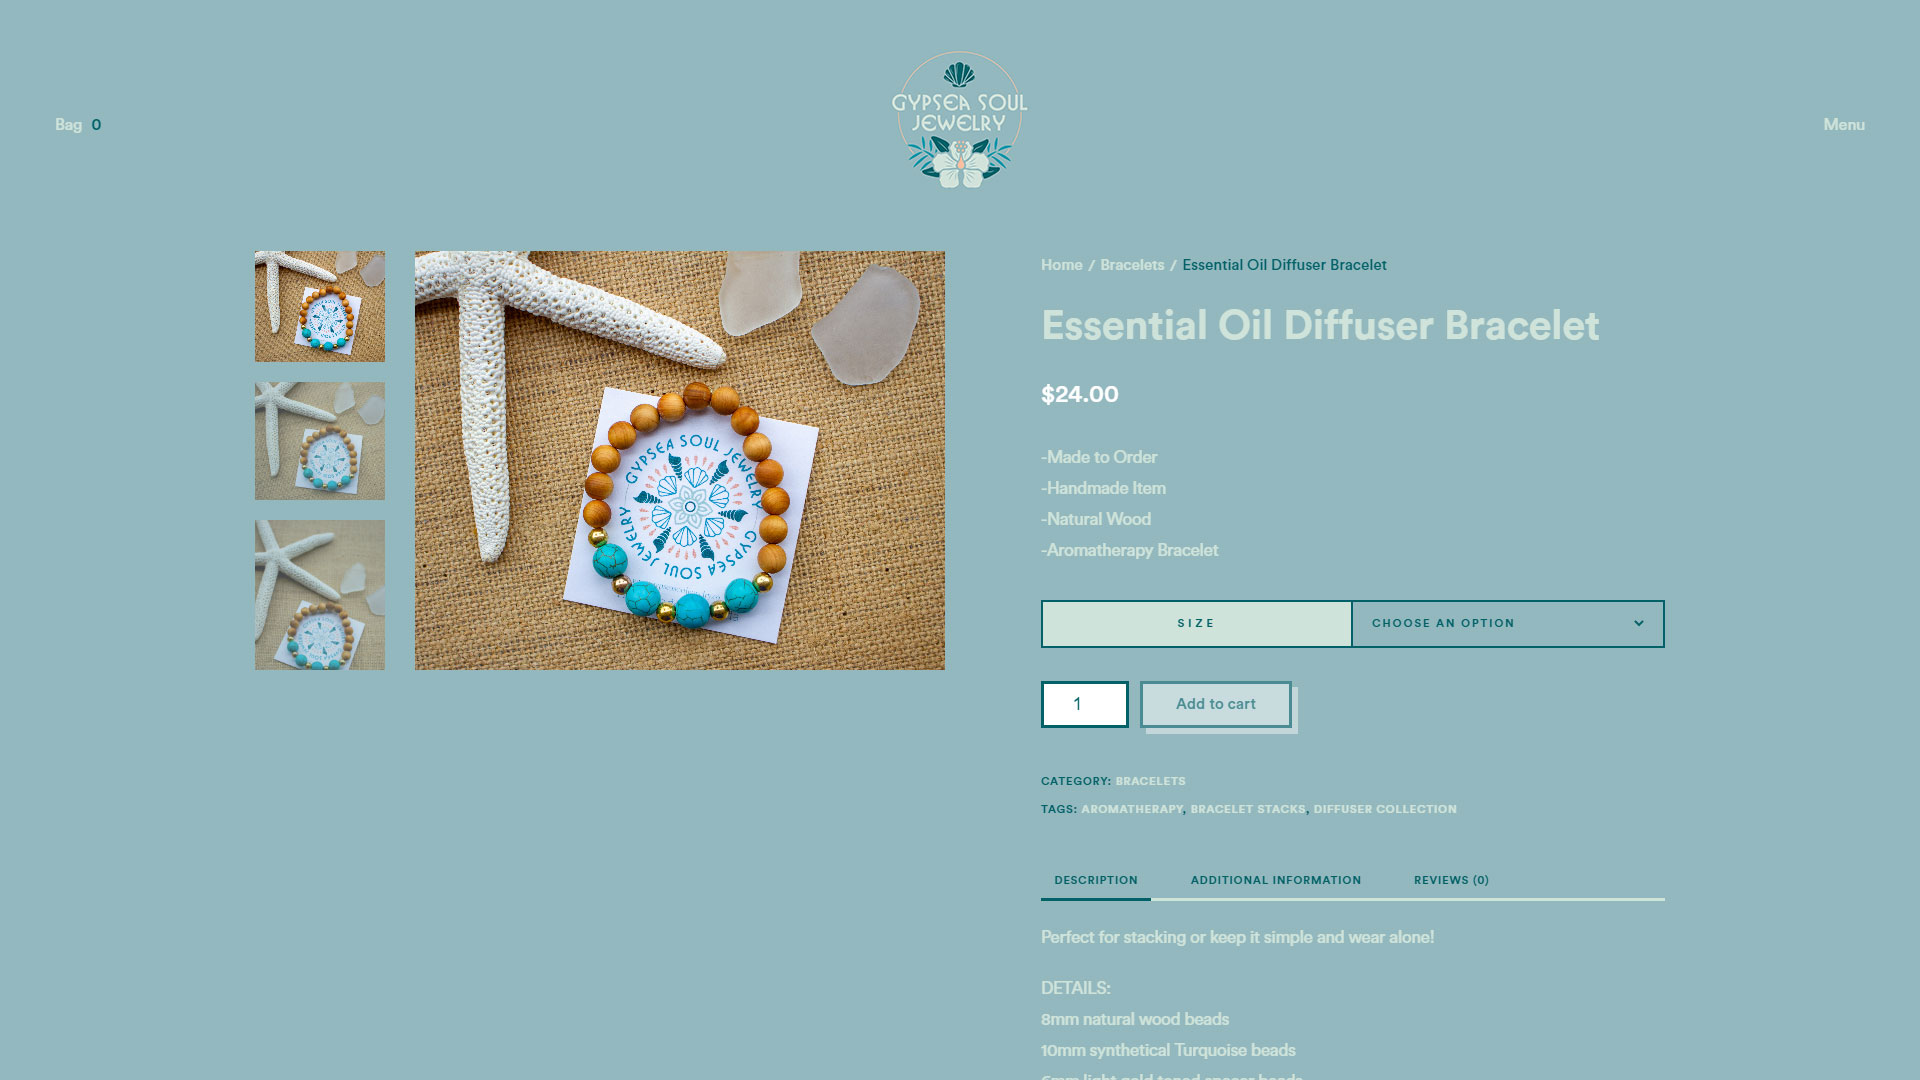 Bag 0
GYPSEA SOUL
JEWELRY
Menu
Home / Bracelets / Essential Oil Diffuser Bracelet
Essential Oil Diffuser Bracelet
$24.00
-Made to Order
-Handmade Item
-Natural Wood
-Aromatherapy Bracelet
GYPSEA SOUL JEWELRY
GYPSEA SOUL JEWELRY
SIZE
CHOOSE AN OPTION
1
Add to cart
CATEGORY: BRACELETS
TAGS: AROMATHERAPY, BRACELET STACKS, DIFFUSER COLLECTION
DESCRIPTION
ADDITIONAL INFORMATION
REVIEWS (0)
Perfect for stacking or keep it simple and wear alone!
DETAILS:
8mm natural wood beads
10mm synthetical Turquoise beads